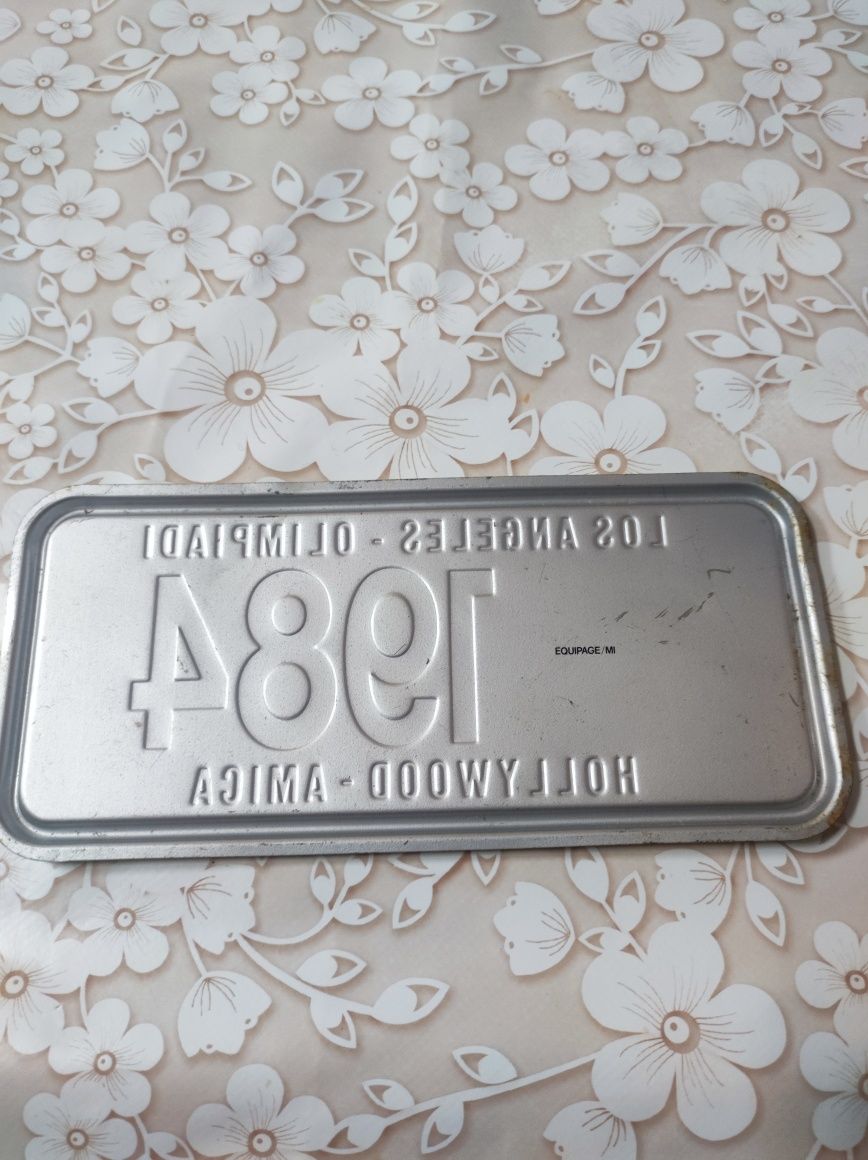 LOS ANGELES - OLIMPIADI
1984
EQUIPAGE/MI
HOLLYWOOD - AMICA